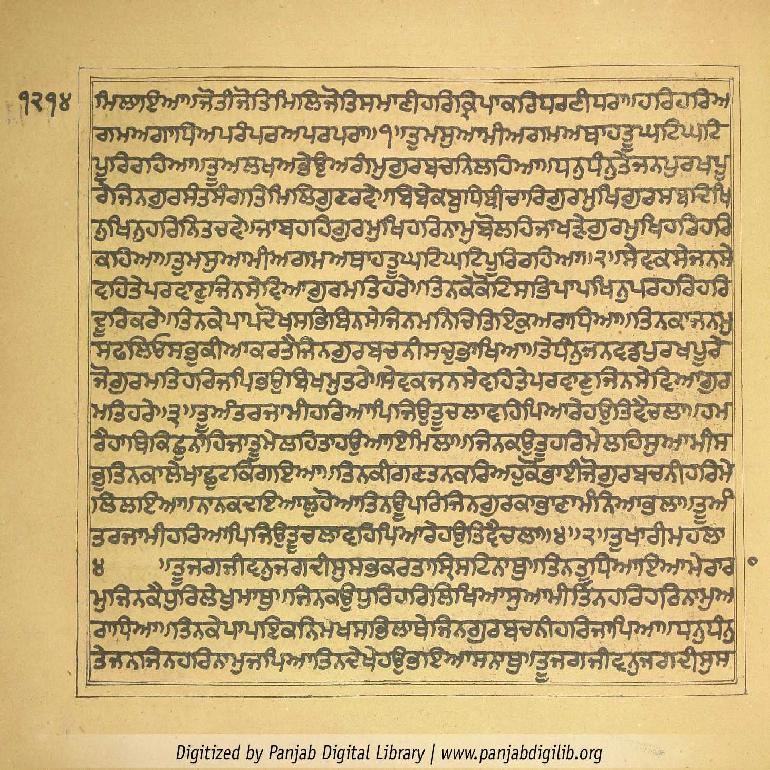 ੧੨੧੪
ਮਿਲਾਇਆ॥ਜੋਤੀਜੋਤਿਮਿਲਿਜੋਤਿਸਮਾਣੀਹਰਿਕ੍ਰਿਪਾਕਰਿਧਰਣੀਧਰਾ॥ਹਰਿਹਰਿਅ
ਗਮਅਗਾਧਿਅਪਰੰਪਰਅਪਰਪਰਾ॥੧॥ਤੁਮਸੁਆਮੀਅਗਮਅਥਾਹਤੂਘਟਿਘਟਿ
ਪੂਰਿਰਹਿਆ॥ਤੂਅਲਖਅਭੇਉਅਗੰਮੁਗੁਰਬਚਨਿਲਹਿਆ॥ਧਨੁਧੰਨੁਤੇਜਨਪੁਰਖਪੂ
ਰੇਜਿਨਗੁਰਸੰਤਸੰਗਤਿਮਿਲਿਗੁਣਰਵੇ॥ਬਿਬੇਕਬੁਧਿਬੀਚਾਰਿਗੁਰਮੁਖਿਗੁਰਸਬਦਿਖਿ
ਨੁਖਿਨੁਹਰਿਨਿਤਚਵੇ॥ਜਾਬਹਹਿਗੁਰਮੁਖਿਹਰਿਨਾਮੁਬੋਲਹਿਜਾਖੜੇਗੁਰਮੁਖਿਹਰਿਹਰਿ
ਕਹਿਆ॥ਤੁਮਸੁਆਮੀਅਗਮਅਥਾਹਤੂਘਟਿਘਟਿਪੂਰਿਰਹਿਆ॥੨॥ਸੇਵਕਸੇਜਨਸੇ
ਵਹਿਤੇਪਰਵਾਣੁਜਿਨਸੇਵਿਆਗੁਰਮਤਿਹਰੇ॥ਤਿਨਕੇਕੋਟਿਸਭਿਪਾਪਖਿਨੁਪਰਹਰਿਹਰਿ
ਦੂਰਿਕਰੇ॥ਤਿਨਕੇਪਾਪਦੋਖਸਭਿਬਿਨਸੇਜਿਨਮਨਿਚਿਤਿਇਕੁਅਰਾਧਿਆ॥ਤਿਨਕਾਜਨਮੁ
ਸਫਲਿਓਸਭੁਕੀਆਕਰਤੈਜਿਨਗੁਰਬਚਨੀਸਚੁਭਾਖਿਆ॥ਤੇਧੰਨੁਜਨਵਡਪੁਰਖਪੂਰੇ
ਜੋਗੁਰਮਤਿਹਰਿਜਪਿਭਉਬਿਖਮੁਤਰੇ॥ਸੇਵਕਜਨਸੇਵਹਿਤੇਪਰਵਾਣੁਜਿਨਸੇਵਿਆਗੁਰ
ਮਤਿਹਰੇ॥੩॥ਤੂਅੰਤਰਜਾਮੀਹਰਿਆਪਿਜਿਉਤੂਚਲਾਵਹਿਪਿਆਰੇਹਉਤਿਵੈਚਲਾ॥ਹਮ
ਰੈਹਾਥਿਕਿਛੁਨਾਹਿਜਾਤੂਮੇਲਹਿਤਾਹਉਆਇਮਿਲਾ॥ਜਿਨਕਉਤੂਹਰਿਮੇਲਹਿਸੁਆਮੀਸ
ਭੁਤਿਨਕਾਲੇਖਾਛੁਟਕਿਗਇਆ॥ਤਿਨਕੀਗਣਤਨਕਰਿਅਹੁਕੋਭਾਈਜੋਗੁਰਬਚਨੀਹਰਿਮੇ
ਲਿਲਇਆ॥ਨਾਨਕਦਇਆਲੁਹੋਆਤਿਨਊਪਰਿਜਿਨਗੁਰਕਾਭਾਣਾਮੰਨਿਆਭਲਾ॥ਤੂਅੰ
ਤਰਜਾਮੀਹਰਿਆਪਿਜਿਉਤੂਚਲਾਵਹਿਪਿਆਰੇਹਉਤਿਵੈਚਲਾ॥੪॥੨॥ਤੁਖਾਰੀਮਹਲਾ
੪ ॥ਤੂਜਗਜੀਵਨੁਜਗਦੀਸੁਸਭਕਰਤਾਸ੍ਰਿਸਟਿਨਾਥੁ॥ਤਿਨਤੂਧਿਆਇਆਮੇਰਾਰਾ
ਮੁਜਿਨਕੈਧੁਰਿਲੇਖੁਮਾਥੁ॥ਜਿਨਕਉਧੁਰਿਹਰਿਲਿਖਿਆਸੁਆਮੀਤਿਨਹਰਿਹਰਿਨਾਮੁਅ
ਰਾਧਿਆ॥ਤਿਨਕੇਪਾਪਇਕਨਿਮਖਸਭਿਲਾਥੇਜਿਨਗੁਰਬਚਨੀਹਰਿਜਾਪਿਆ॥ਧਨੁਧੰਨੁ
ਤੇਜਨਜਿਨਹਰਿਨਾਮੁਜਪਿਆਤਿਨਦੇਖੇਹਉਭਇਆਸਨਾਥੁ॥ਤੂਜਗਜੀਵਨੁਜਗਦੀਸੁਸ
Digitized by Panjab Digital Library | www.panjabdigilib.org